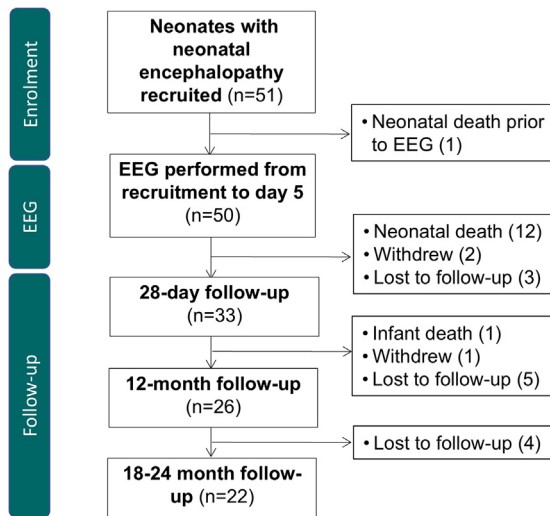 Enrolment
Neonates with
neonatal
encephalopathy
recruited (n=51)
• Neonatal death prior
to EEG (1)
EEG
EEG performed from
recruitment to day 5
(n=50)
• Neonatal death (12)
• Withdrew (2)
• Lost to follow-up (3)
Follow-up
28-day follow-up
(n=33)
• Infant death (1)
• Withdrew (1)
• Lost to follow-up (5)
12-month follow-up
(n=26)
• Lost to follow-up (4)
18-24 month follow-
up (n=22)